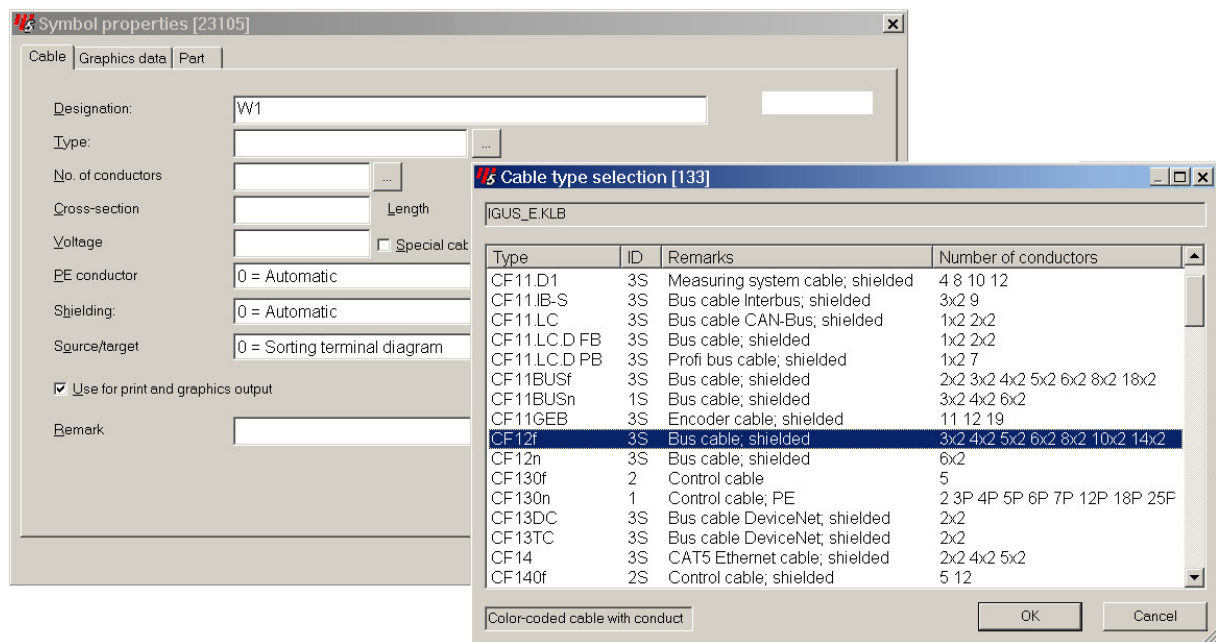 Symbol properties [23105]
Cable Graphics data Part
Designation: W1
Type: ...
No. of conductors ...
Cross-section Length
Voltage Special cab
PE conductor 0 = Automatic
Shielding: 0 = Automatic
Source/target 0 = Sorting terminal diagram
Use for print and graphics output
Remark
Cable type selection [133]
IGUS_E.KLB
Type ID Remarks Number of conductors
CF11.D1 3S Measuring system cable; shielded 4 8 10 12
CF11.IB-S 3S Bus cable Interbus; shielded 3x2 9
CF11.LC 3S Bus cable CAN-Bus; shielded 1x2 2x2
CF11.LC.D FB 3S Bus cable; shielded 1x2 2x2
CF11.LC.D PB 3S Profi bus cable; shielded 1x2 7
CF11BUSf 3S Bus cable; shielded 2x2 3x2 4x2 5x2 6x2 8x2 18x2
CF11BUSn 1S Bus cable; shielded 3x2 4x2 6x2
CF11GEB 3S Encoder cable; shielded 11 12 19
CF12f 3S Bus cable; shielded 3x2 4x2 5x2 6x2 8x2 10x2 14x2
CF12n 3S Bus cable; shielded 6x2
CF130f 2 Control cable 5
CF130n 1 Control cable; PE 2 3P 4P 5P 6P 7P 12P 18P 25P
CF13DC 3S Bus cable DeviceNet; shielded 2x2
CF13TC 3S Bus cable DeviceNet; shielded 2x2
CF14 3S CAT5 Ethernet cable; shielded 2x2 4x2 5x2
CF140f 2S Control cable; shielded 5 12
Color-coded cable with conduct OK Cancel